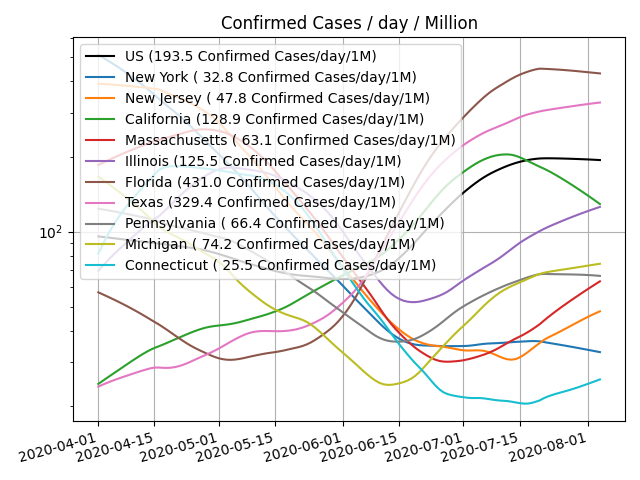 Confirmed Cases / day / Million
US (193.5 Confirmed Cases/day/1M)
New York ( 32.8 Confirmed Cases/day/1M)
New Jersey ( 47.8 Confirmed Cases/day/1M)
California (128.9 Confirmed Cases/day/1M)
Massachusetts ( 63.1 Confirmed Cases/day/1M)
Illinois (125.5 Confirmed Cases/day/1M)
Florida (431.0 Confirmed Cases/day/1M)
Texas (329.4 Confirmed Cases/day/1M)
Pennsylvania ( 66.4 Confirmed Cases/day/1M)
Michigan ( 74.2 Confirmed Cases/day/1M)
Connecticut ( 25.5 Confirmed Cases/day/1M)
10²
2020-04-01 2020-04-15 2020-05-01 2020-05-15 2020-06-01 2020-06-15 2020-07-01 2020-07-15 2020-08-01